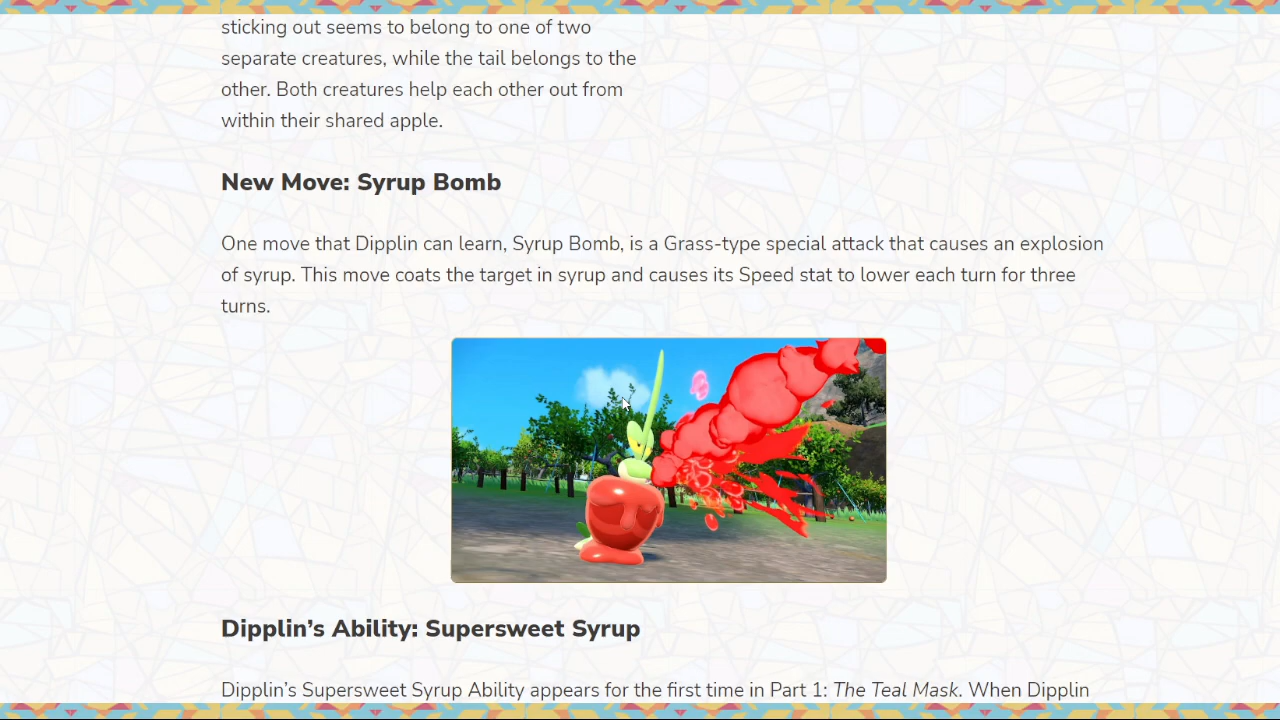 sticking out seems to belong to one of two
separate creatures, while the tail belongs to the
other. Both creatures help each other out from
within their shared apple.
New Move: Syrup Bomb
One move that Dipplin can learn, Syrup Bomb, is a Grass-type special attack that causes an explosion
of syrup. This move coats the target in syrup and causes its Speed stat to lower each turn for three
turns.
Dipplin’s Ability: Supersweet Syrup
Dipplin’s Supersweet Syrup Ability appears for the first time in Part 1: The Teal Mask. When Dipplin